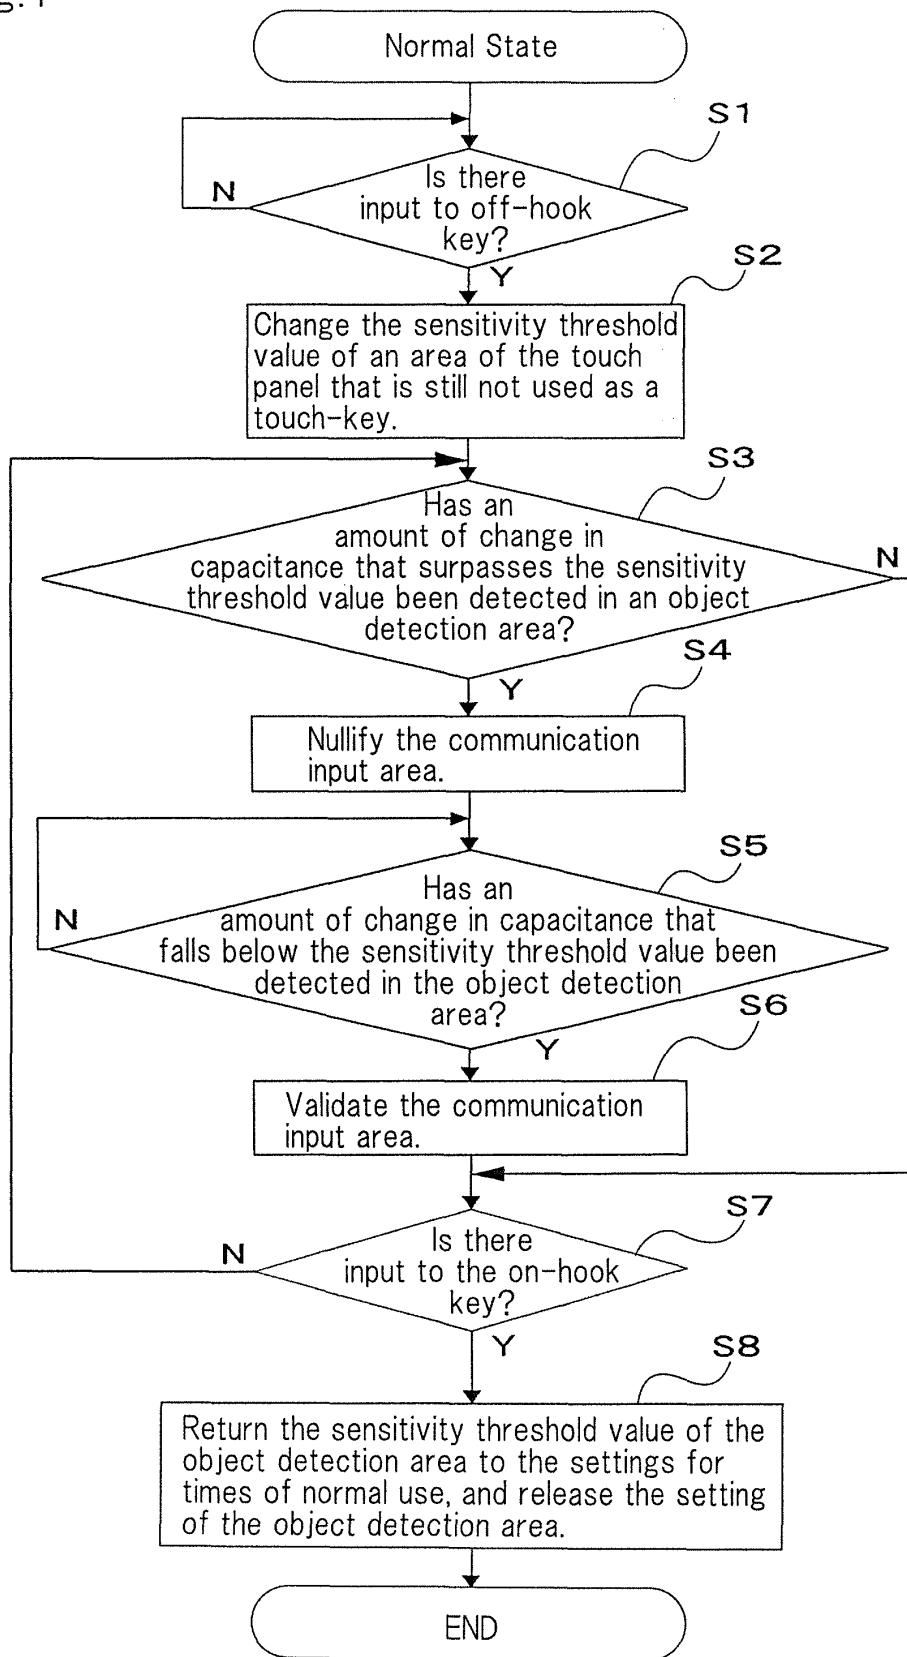 Normal State
S1
N
Is there
input to off-hook
key?
Y
S2
Change the sensitivity threshold
value of an area of the touch
panel that is still not used as a
touch-key.
S3
Has an
amount of change in
capacitance that surpasses the sensitivity
threshold value been detected in an object
detection area?
N
Y
S4
Nullify the communication
input area.
S5
N
Has an
amount of change in capacitance that
falls below the sensitivity threshold value been
detected in the object detection
area?
Y
S6
Validate the communication
input area.
S7
N
Is there
input to the on-hook
key?
Y
S8
Return the sensitivity threshold value of the
object detection area to the settings for
times of normal use, and release the setting
of the object detection area.
END